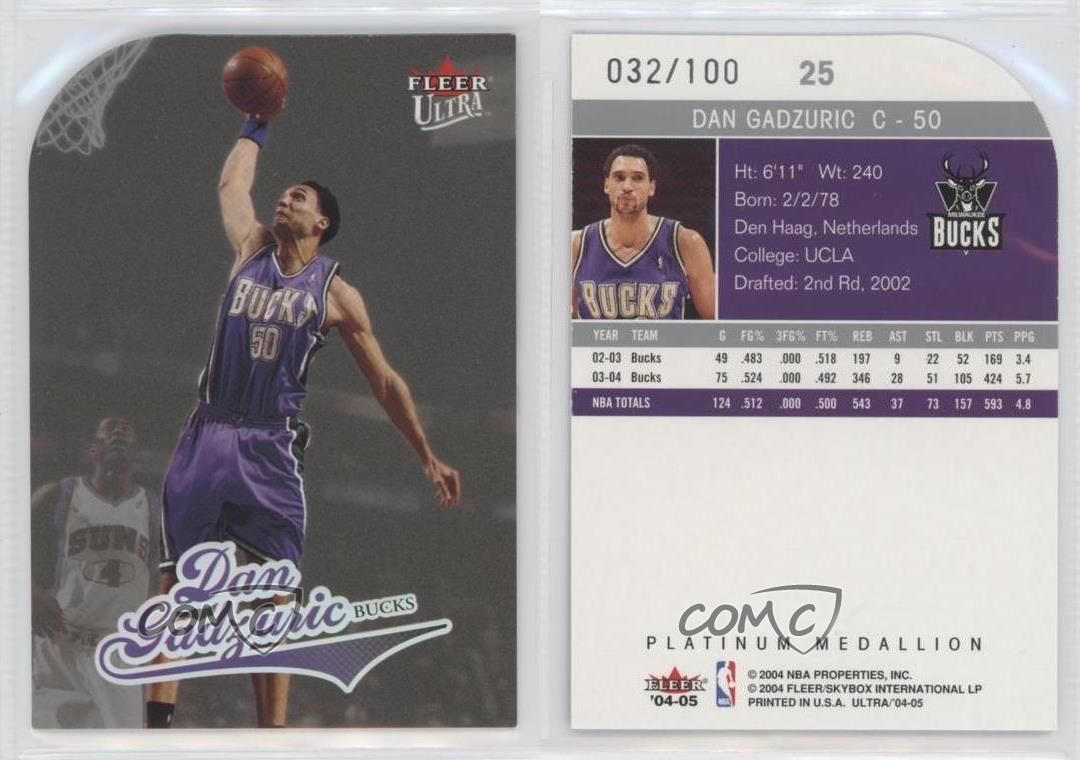 FLEER
ULTRA
BUCKS
50
SUNS
4
Dan
Gadzuric BUCKS
COMC
032/100 25
DAN GADZURIC C - 50
Ht: 6'11" Wt: 240
Born: 2/2/78
Den Haag, Netherlands
College: UCLA
Drafted: 2nd Rd, 2002
MILWAUKEE
BUCKS
BUCKS
YEAR TEAM G FG% 3FG% FT% REB AST STL BLK PTS PPG
02-03 Bucks 49 .483 .000 .518 197 9 22 52 169 3.4
03-04 Bucks 75 .524 .000 .492 346 28 51 105 424 5.7
NBA TOTALS 124 .512 .000 .500 543 37 73 157 593 4.8
COMC
PLATINUM MEDALLION
FLEER
'04-05
NBA
© 2004 NBA PROPERTIES, INC.
© 2004 FLEER/SKYBOX INTERNATIONAL LP
PRINTED IN U.S.A. ULTRA/'04-05